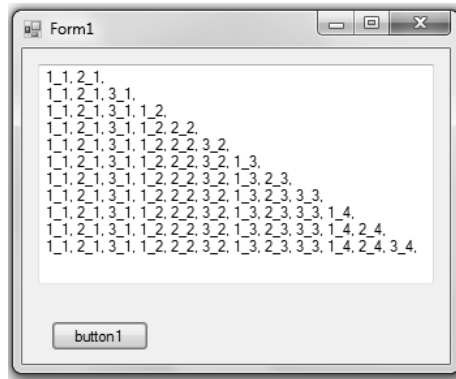 Form1
1_1, 2_1,
1_1, 2_1, 3_1,
1_1, 2_1, 3_1, 1_2,
1_1, 2_1, 3_1, 1_2, 2_2,
1_1, 2_1, 3_1, 1_2, 2_2, 3_2,
1_1, 2_1, 3_1, 1_2, 2_2, 3_2, 1_3,
1_1, 2_1, 3_1, 1_2, 2_2, 3_2, 1_3, 2_3,
1_1, 2_1, 3_1, 1_2, 2_2, 3_2, 1_3, 2_3, 3_3,
1_1, 2_1, 3_1, 1_2, 2_2, 3_2, 1_3, 2_3, 3_3, 1_4,
1_1, 2_1, 3_1, 1_2, 2_2, 3_2, 1_3, 2_3, 3_3, 1_4, 2_4,
1_1, 2_1, 3_1, 1_2, 2_2, 3_2, 1_3, 2_3, 3_3, 1_4, 2_4, 3_4,
button1